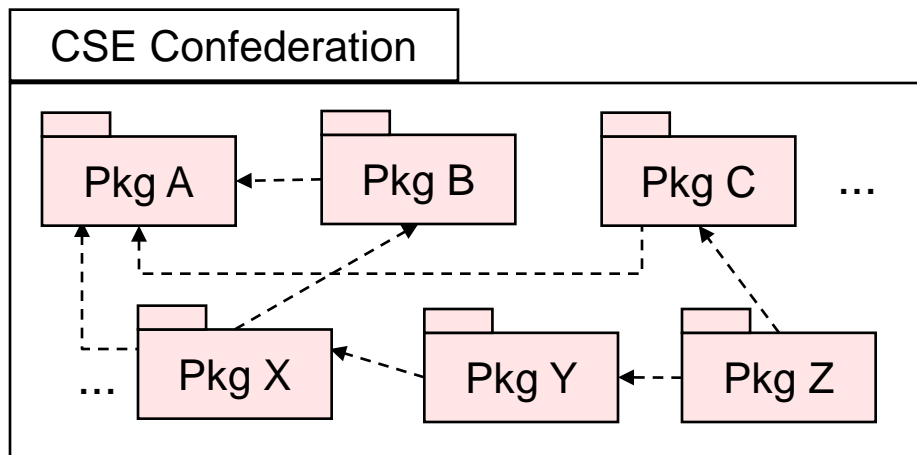 CSE Confederation
Pkg A
Pkg B
Pkg C
...
Pkg X
Pkg Y
Pkg Z
...